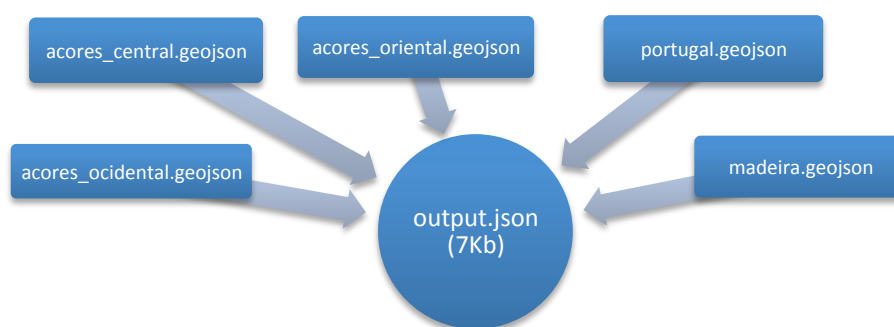 acores_central.geojson
acores_oriental.geojson
portugal.geojson
acores_ocidental.geojson
madeira.geojson
output.json
(7Kb)